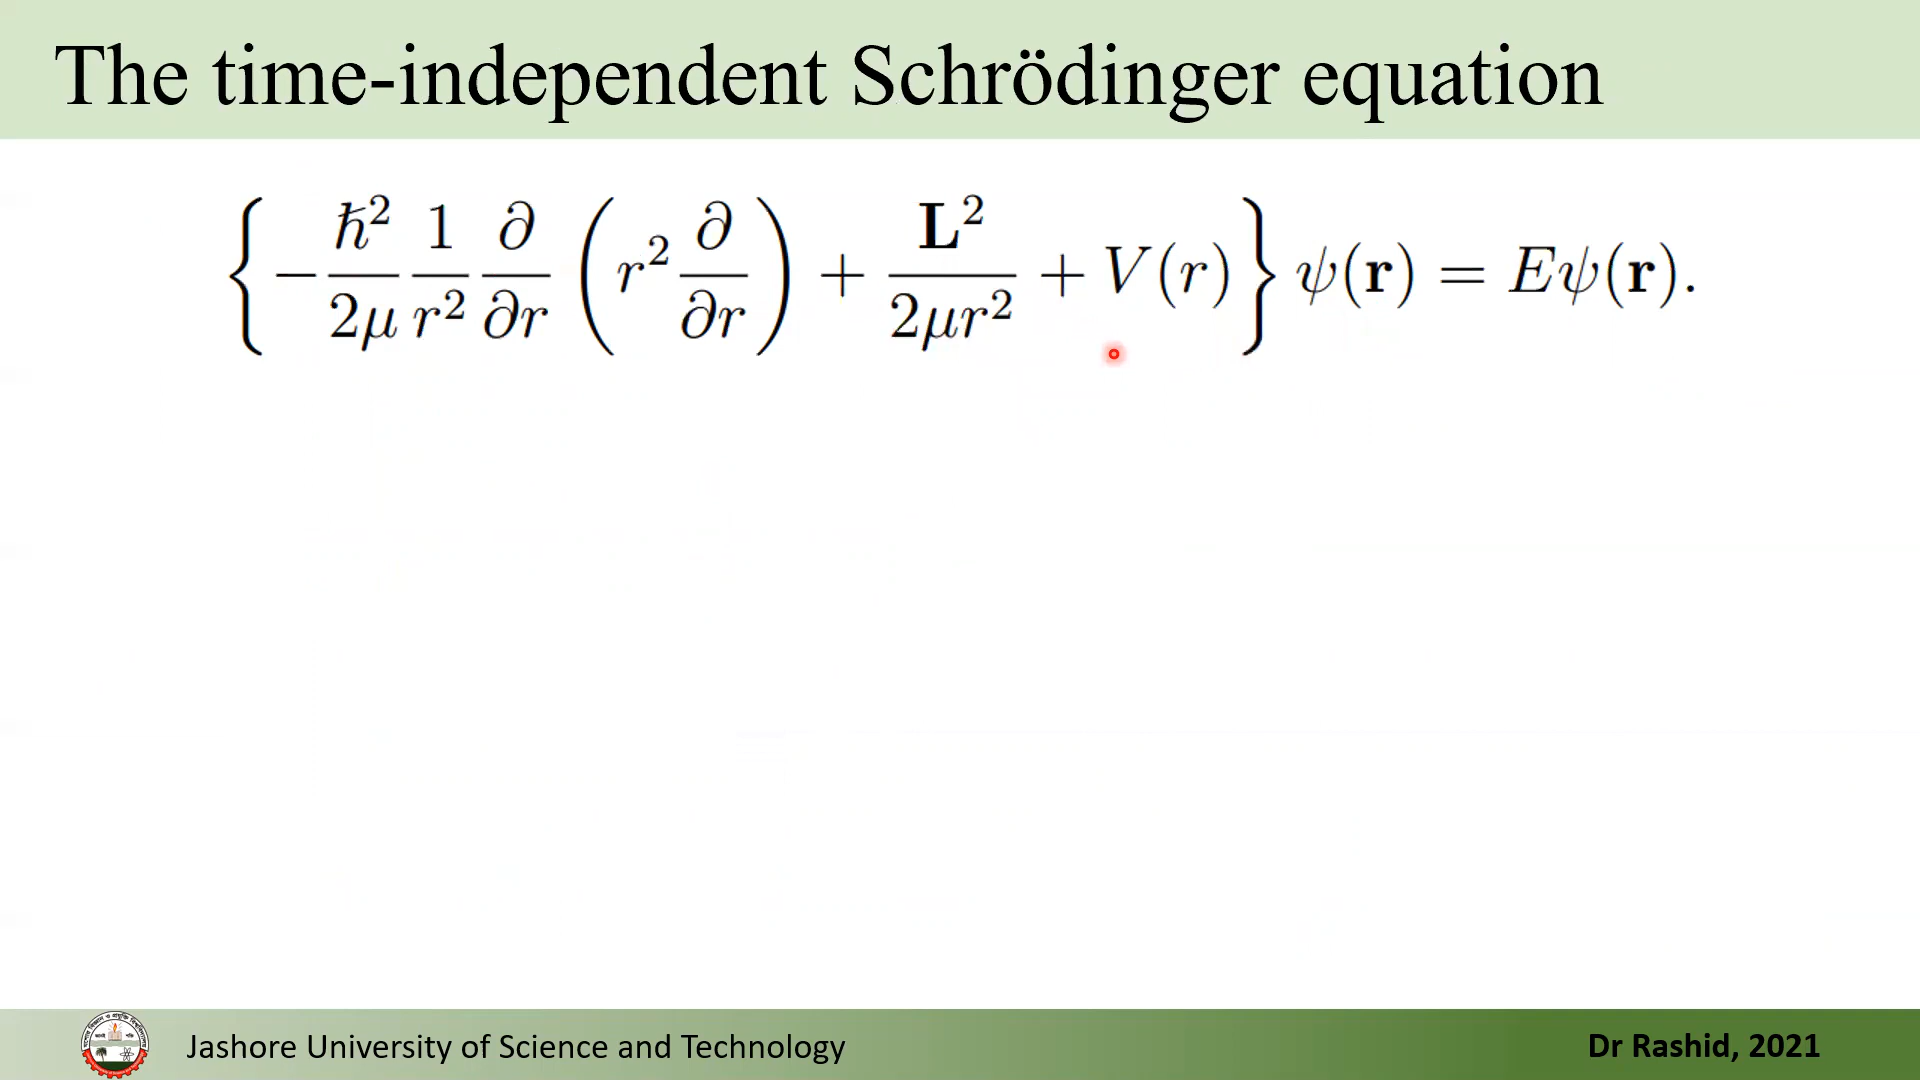 The time-independent Schrödinger equation
{ −ħ²/2μ 1/r² ∂/∂r ( r² ∂/∂r ) + L²/2μr² + V(r) } ψ(r) = Eψ(r).
Jashore University of Science and Technology
Dr Rashid, 2021